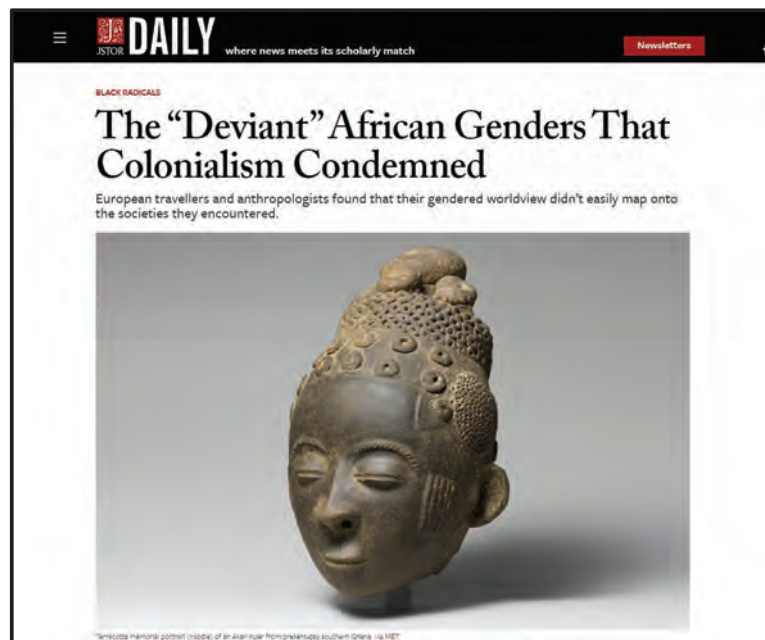 JSTOR DAILY where news meets its scholarly match
Newsletters
BLACK RADICALS
The “Deviant” African Genders That
Colonialism Condemned
European travellers and anthropologists found that their gendered worldview didn’t easily map onto
the societies they encountered.
Terracotta memorial portrait (nsodie) of an Akan ruler from present-day southern Ghana via MET